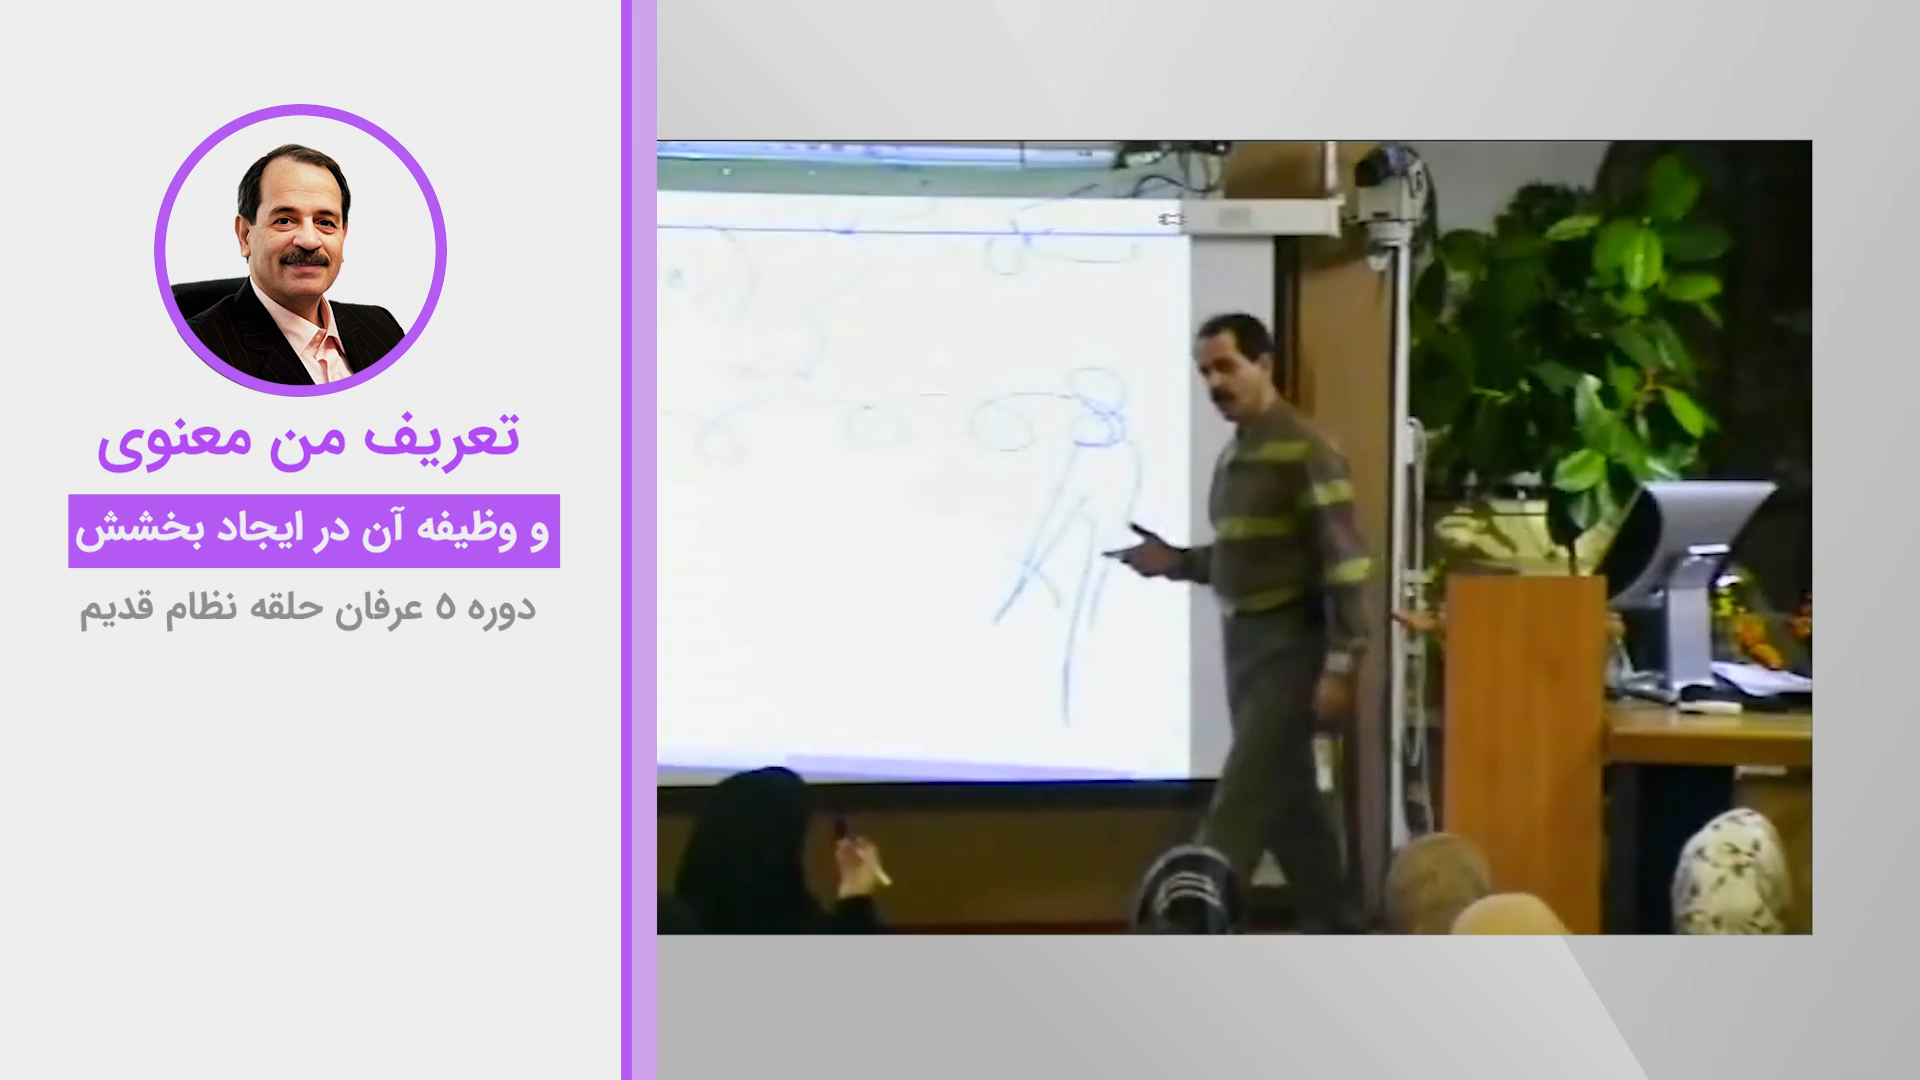 تعریف من معنوی
و وظیفه آن در ایجاد بخشش
دوره ۵ عرفان حلقه نظام قدیم